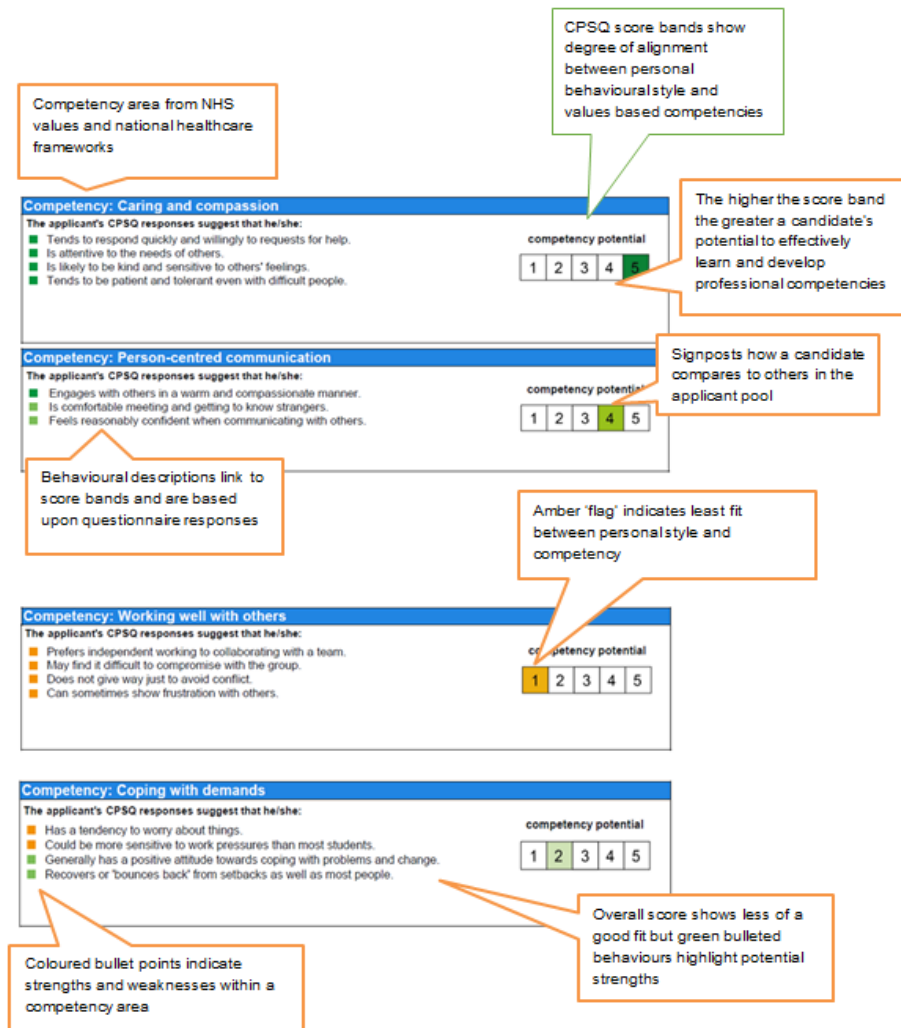 CPSQ score bands show
degree of alignment
between personal
behavioural style and
values based competencies
Competency area from NHS
values and national healthcare
frameworks
The higher the score band
the greater a candidate's
potential to effectively
learn and develop
professional competencies
Competency: Caring and compassion
The applicant's CPSQ responses suggest that he/she:
Tends to respond quickly and willingly to requests for help.
Is attentive to the needs of others.
Is likely to be kind and sensitive to others' feelings.
Tends to be patient and tolerant even with difficult people.
competency potential
1 2 3 4 5
Signposts how a candidate
compares to others in the
applicant pool
Competency: Person-centred communication
The applicant's CPSQ responses suggest that he/she:
Engages with others in a warm and compassionate manner.
Is comfortable meeting and getting to know strangers.
Feels reasonably confident when communicating with others.
competency potential
1 2 3 4 5
Behavioural descriptions link to
score bands and are based
upon questionnaire responses
Amber 'flag' indicates least fit
between personal style and
competency
Competency: Working well with others
The applicant's CPSQ responses suggest that he/she:
Prefers independent working to collaborating with a team.
May find it difficult to compromise with the group.
Does not give way just to avoid conflict.
Can sometimes show frustration with others.
competency potential
1 2 3 4 5
Competency: Coping with demands
The applicant's CPSQ responses suggest that he/she:
Has a tendency to worry about things.
Could be more sensitive to work pressures than most students.
Generally has a positive attitude towards coping with problems and change.
Recovers or 'bounces back' from setbacks as well as most people.
competency potential
1 2 3 4 5
Overall score shows less of a
good fit but green bulleted
behaviours highlight potential
strengths
Coloured bullet points indicate
strengths and weaknesses within a
competency area